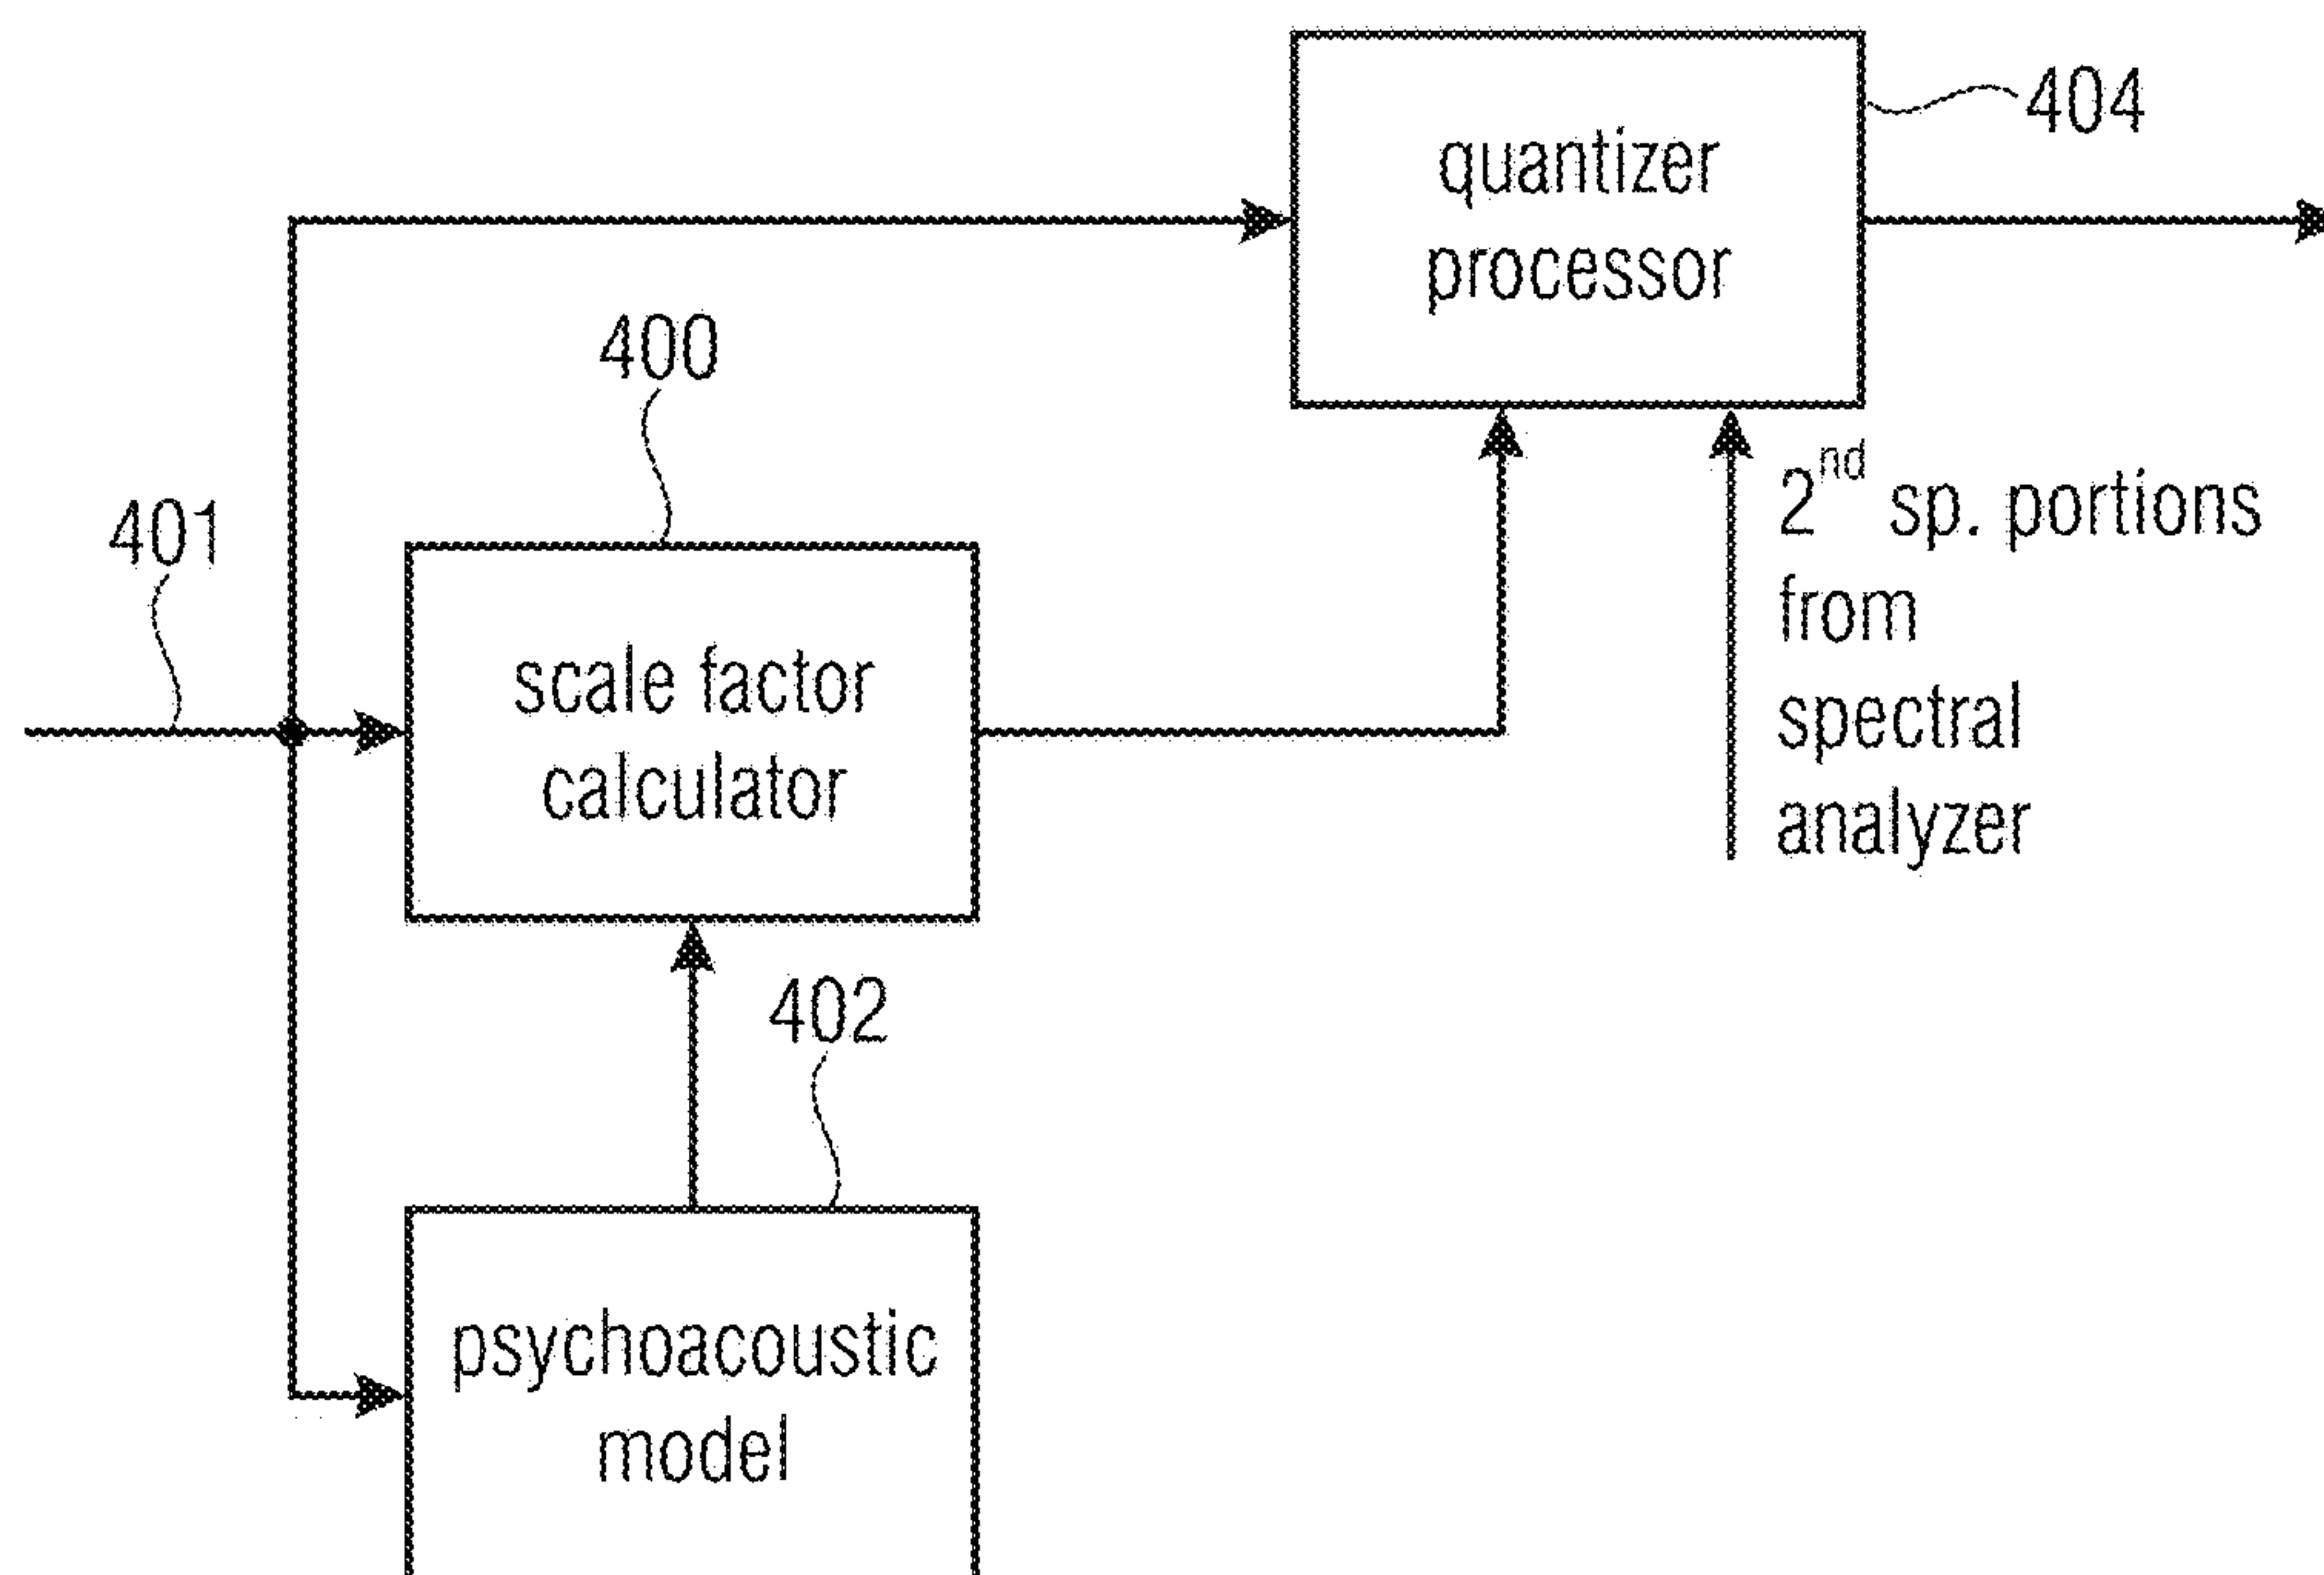 404
quantizer
processor
400
401
2nd sp. portions
from
spectral
analyzer
scale factor
calculator
402
psychoacoustic
model